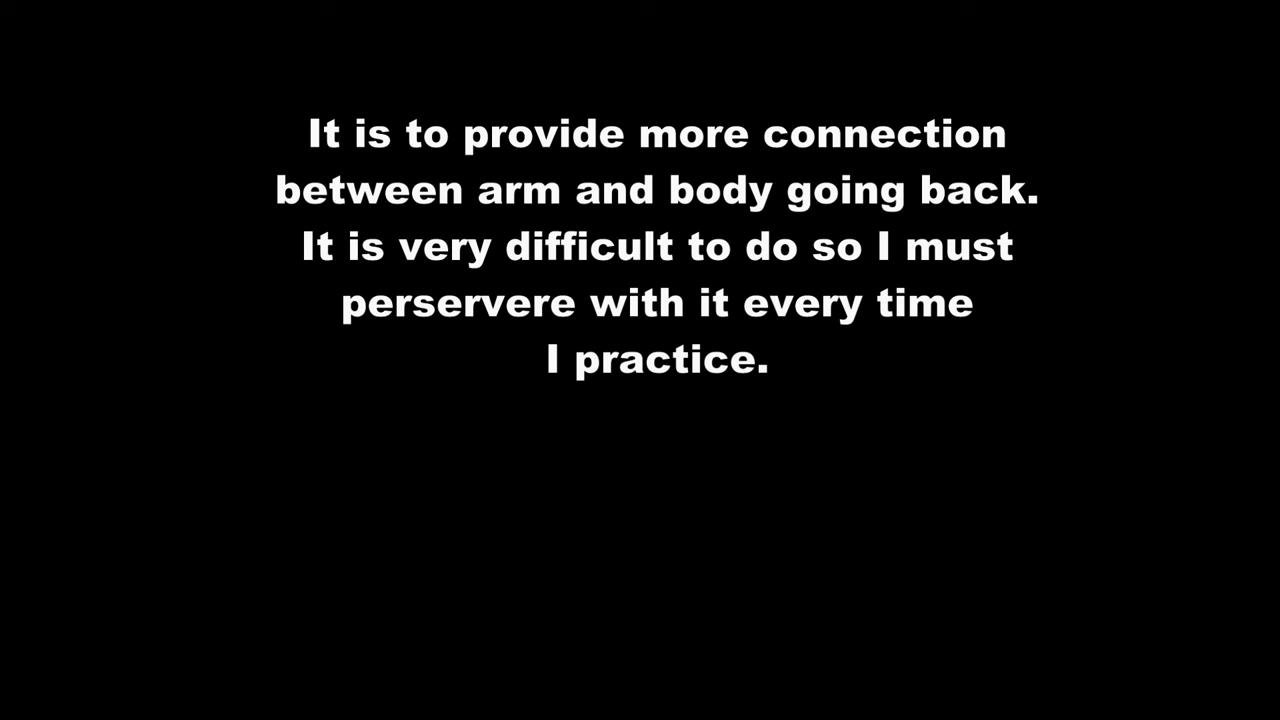 It is to provide more connection
between arm and body going back.
It is very difficult to do so I must
perservere with it every time
I practice.